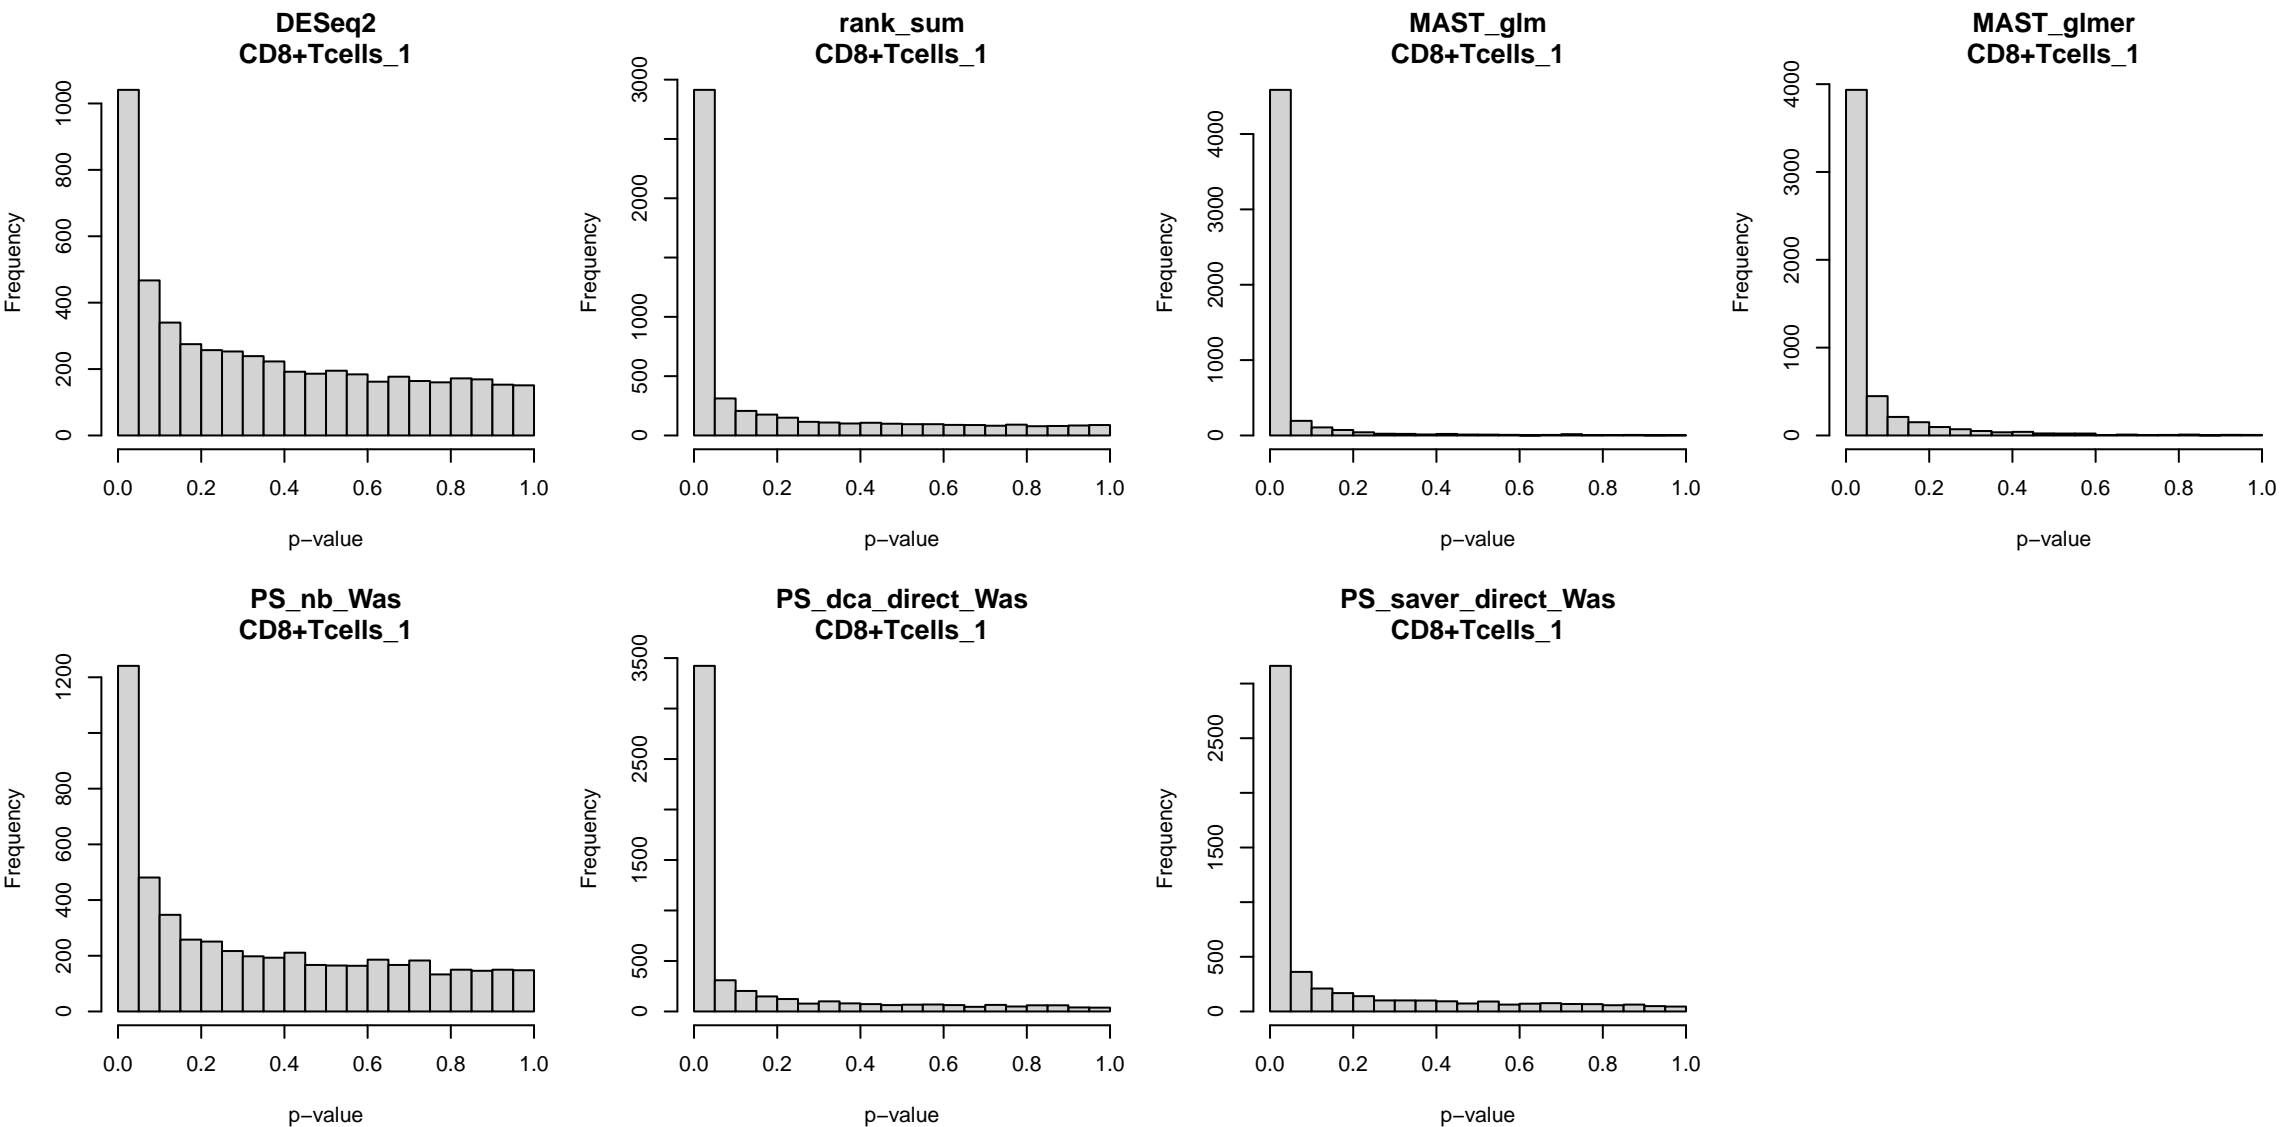 DESeq2
CD8+Tcells_1
Frequency
0
200
400
600
800
1000
0.0 0.2 0.4 0.6 0.8 1.0
p−value
rank_sum
CD8+Tcells_1
Frequency
0
500
1000
2000
3000
0.0 0.2 0.4 0.6 0.8 1.0
p−value
MAST_glm
CD8+Tcells_1
Frequency
0
1000
2000
3000
4000
0.0 0.2 0.4 0.6 0.8 1.0
p−value
MAST_glmer
CD8+Tcells_1
Frequency
0
1000
2000
3000
4000
0.0 0.2 0.4 0.6 0.8 1.0
p−value
PS_nb_Was
CD8+Tcells_1
Frequency
0
200
400
600
800
1200
0.0 0.2 0.4 0.6 0.8 1.0
p−value
PS_dca_direct_Was
CD8+Tcells_1
Frequency
0
500
1500
2500
3500
0.0 0.2 0.4 0.6 0.8 1.0
p−value
PS_saver_direct_Was
CD8+Tcells_1
Frequency
0
500
1500
2500
0.0 0.2 0.4 0.6 0.8 1.0
p−value